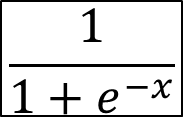 1
1 + e^{-x}